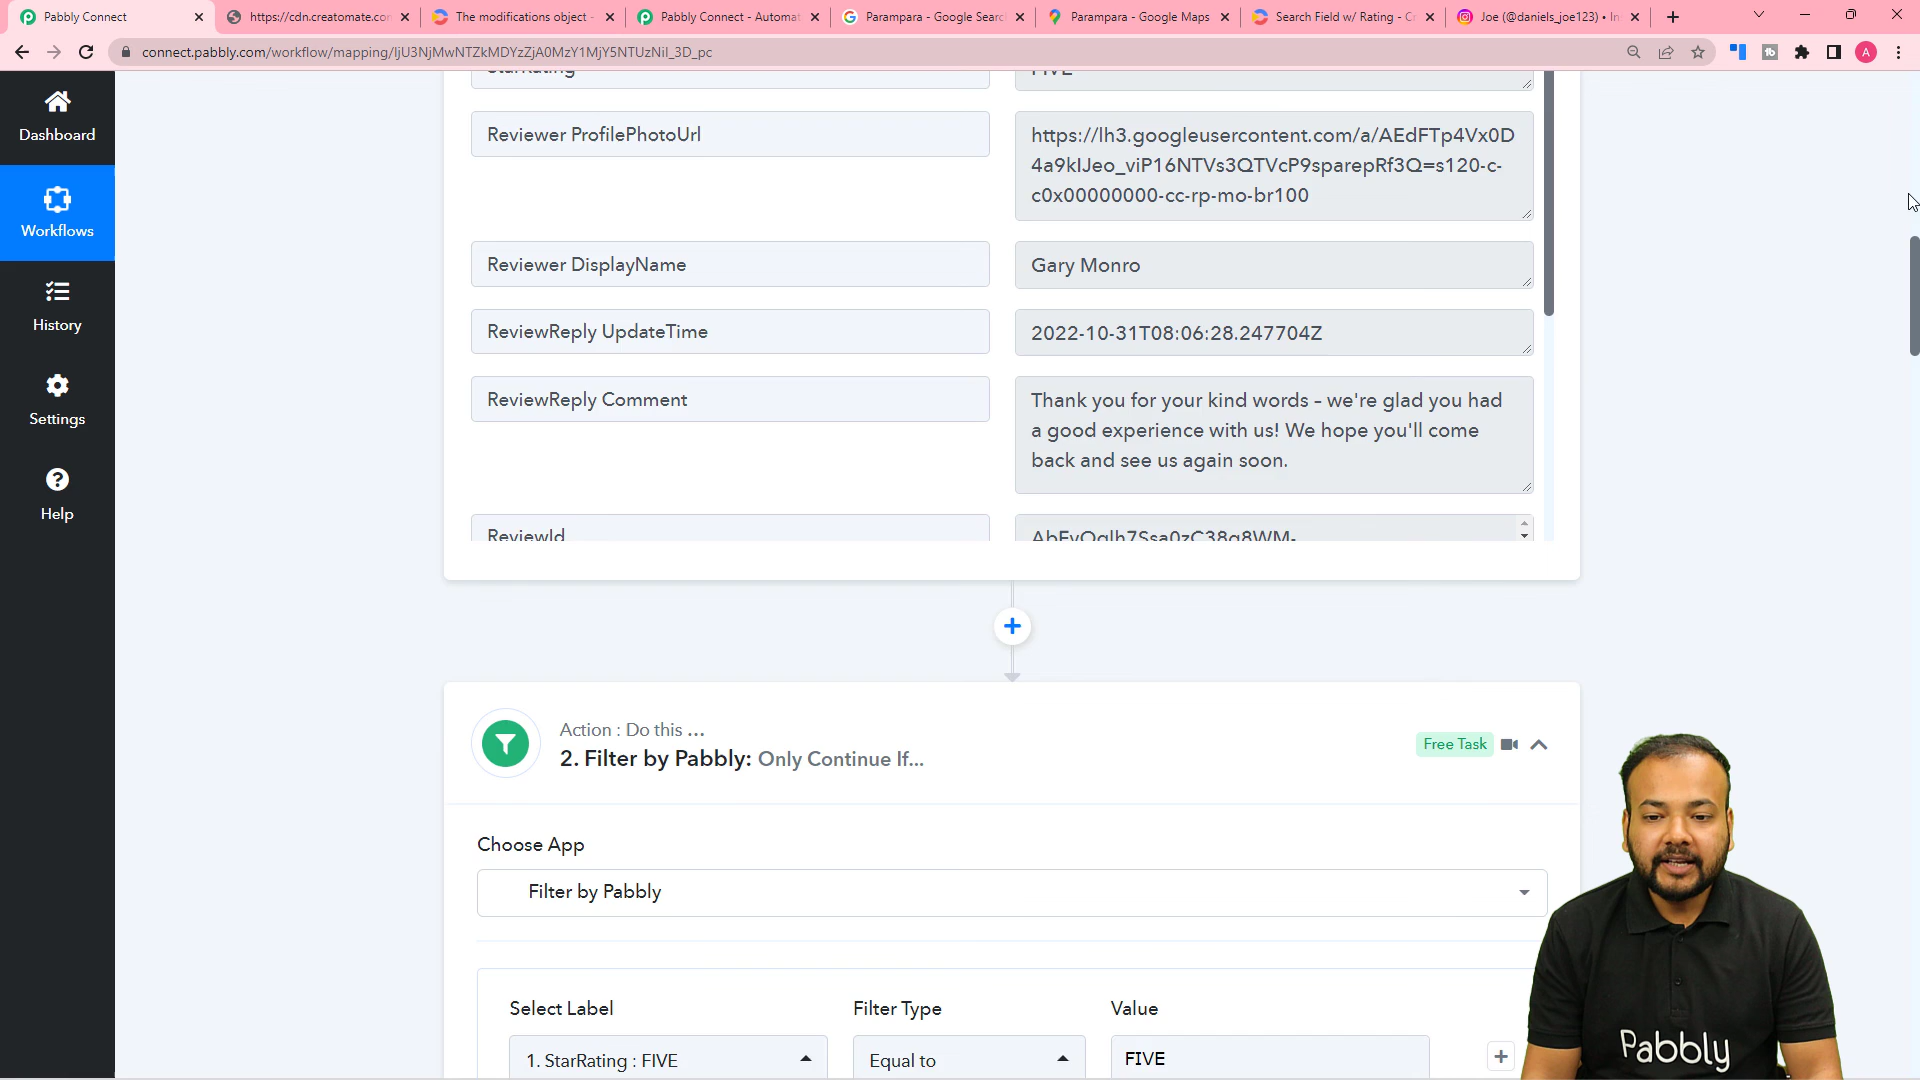 Pabbly Connect
https://cdn.creatomate.co
The modifications object -
Pabbly Connect - Automat
Parampara - Google Searc
Parampara - Google Maps
Search Field w/ Rating - C
Joe (@daniels_joe123) • In
connect.pabbly.com/workflow/mapping/IjU3NjMwNTZkMDYzZjA0MzY1MjY5NTUzNiI_3D_pc
A
Dashboard
Workflows
History
Settings
Help
StarRating
FIVE
Reviewer ProfilePhotoUrl
https://lh3.googleusercontent.com/a/AEdFTp4Vx0D
4a9kIJeo_viP16NTVs3QTVcP9sparepRf3Q=s120-c-
c0x00000000-cc-rp-mo-br100
Reviewer DisplayName
Gary Monro
ReviewReply UpdateTime
2022-10-31T08:06:28.247704Z
ReviewReply Comment
Thank you for your kind words – we're glad you had
a good experience with us! We hope you'll come
back and see us again soon.
ReviewId
Action : Do this ...
2. Filter by Pabbly: Only Continue If...
Free Task
Choose App
Filter by Pabbly
Select Label
Filter Type
Value
1. StarRating : FIVE
Equal to
FIVE
Pabbly